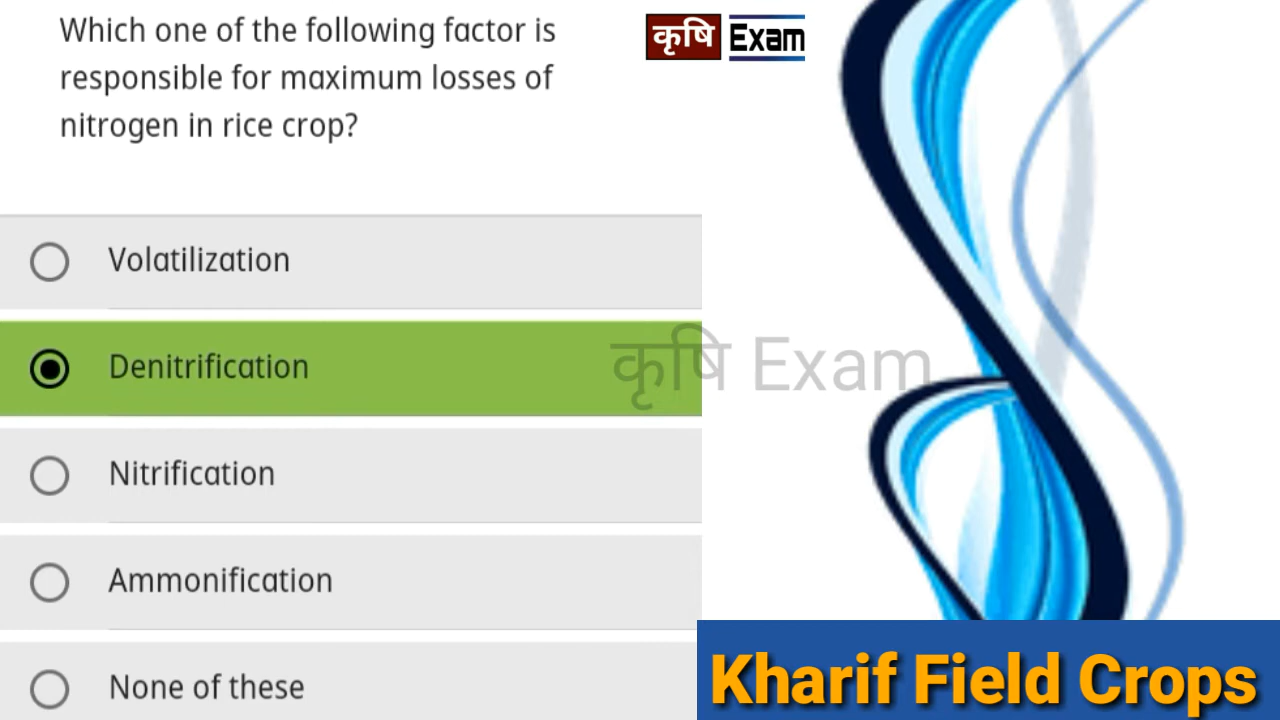 Which one of the following factor is
responsible for maximum losses of
nitrogen in rice crop?
कृषि Exam
Volatilization
Denitrification
कृषि Exam
Nitrification
Ammonification
None of these
Kharif Field Crops